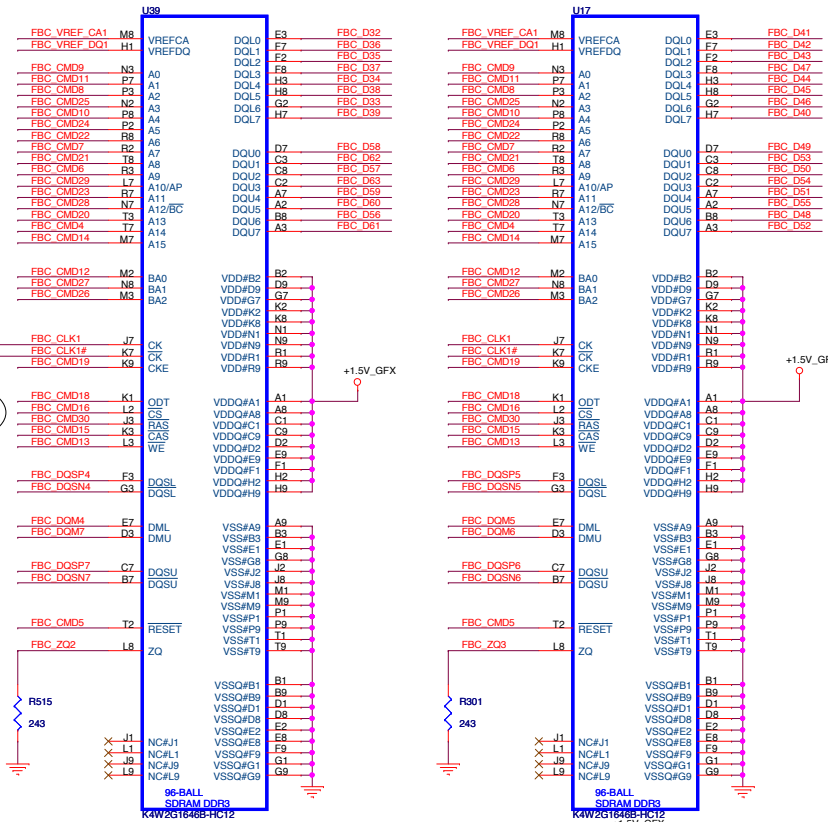 U39
FBC_VREF_CA1 M8 VREFCA DQL0 E3 FBC_D32
FBC_VREF_DQ1 H1 VREFDQ DQL1 F7 FBC_D36
DQL2 F2 FBC_D35
FBC_CMD9 N3 A0 DQL3 F8 FBC_D37
FBC_CMD11 P7 A1 DQL4 H3 FBC_D34
FBC_CMD8 P3 A2 DQL5 H8 FBC_D38
FBC_CMD25 N2 A3 DQL6 G2 FBC_D33
FBC_CMD10 P8 A4 DQL7 H7 FBC_D39
FBC_CMD24 P2 A5
FBC_CMD22 R8 A6
FBC_CMD7 R2 A7 DQU0 D7 FBC_D58
FBC_CMD21 T8 A8 DQU1 C3 FBC_D62
FBC_CMD6 R3 A9 DQU2 C8 FBC_D57
FBC_CMD29 L7 A10/AP DQU3 C2 FBC_D63
FBC_CMD23 R7 A11 DQU4 A7 FBC_D59
FBC_CMD28 N7 A12/BC DQU5 A2 FBC_D60
FBC_CMD20 T3 A13 DQU6 B8 FBC_D56
FBC_CMD4 T7 A14 DQU7 A3 FBC_D61
FBC_CMD14 M7 A15
FBC_CMD12 M2 BA0 VDD#B2 B2
FBC_CMD27 N8 BA1 VDD#D9 D9
FBC_CMD26 M3 BA2 VDD#G7 G7
VDD#K2 K2
VDD#K8 K8
VDD#N1 N1
FBC_CLK1 J7 CK VDD#N9 N9
FBC_CLK1# K7 CK VDD#R1 R1
FBC_CMD19 K9 CKE VDD#R9 R9
+1.5V_GFX
FBC_CMD18 K1 ODT VDDQ#A1 A1
FBC_CMD16 L2 CS VDDQ#A8 A8
FBC_CMD30 J3 RAS VDDQ#C1 C1
FBC_CMD15 K3 CAS VDDQ#C9 C9
FBC_CMD13 L3 WE VDDQ#D2 D2
VDDQ#E9 E9
VDDQ#F1 F1
FBC_DQSP4 F3 DQSL VDDQ#H2 H2
FBC_DQSN4 G3 DQSL VDDQ#H9 H9
FBC_DQM4 E7 DML VSS#A9 A9
FBC_DQM7 D3 DMU VSS#B3 B3
VSS#E1 E1
VSS#G8 G8
FBC_DQSP7 C7 DQSU VSS#J2 J2
FBC_DQSN7 B7 DQSU VSS#J8 J8
VSS#M1 M1
VSS#M9 M9
VSS#P1 P1
FBC_CMD5 T2 RESET VSS#P9 P9
VSS#T1 T1
FBC_ZQ2 L8 ZQ VSS#T9 T9
VSSQ#B1 B1
VSSQ#B9 B9
R515 VSSQ#D1 D1
VSSQ#D8 D8
243 VSSQ#E2 E2
J1 NC#J1 VSSQ#E8 E8
L1 NC#L1 VSSQ#F9 F9
J9 NC#J9 VSSQ#G1 G1
L9 NC#L9 VSSQ#G9 G9
96-BALL
SDRAM DDR3
K4W2G1646B-HC12
U17
FBC_VREF_CA1 M8 VREFCA DQL0 E3 FBC_D41
FBC_VREF_DQ1 H1 VREFDQ DQL1 F7 FBC_D42
DQL2 F2 FBC_D43
FBC_CMD9 N3 A0 DQL3 F8 FBC_D47
FBC_CMD11 P7 A1 DQL4 H3 FBC_D44
FBC_CMD8 P3 A2 DQL5 H8 FBC_D45
FBC_CMD25 N2 A3 DQL6 G2 FBC_D46
FBC_CMD10 P8 A4 DQL7 H7 FBC_D40
FBC_CMD24 P2 A5
FBC_CMD22 R8 A6
FBC_CMD7 R2 A7 DQU0 D7 FBC_D49
FBC_CMD21 T8 A8 DQU1 C3 FBC_D53
FBC_CMD6 R3 A9 DQU2 C8 FBC_D50
FBC_CMD29 L7 A10/AP DQU3 C2 FBC_D54
FBC_CMD23 R7 A11 DQU4 A7 FBC_D51
FBC_CMD28 N7 A12/BC DQU5 A2 FBC_D55
FBC_CMD20 T3 A13 DQU6 B8 FBC_D48
FBC_CMD4 T7 A14 DQU7 A3 FBC_D52
FBC_CMD14 M7 A15
FBC_CMD12 M2 BA0 VDD#B2 B2
FBC_CMD27 N8 BA1 VDD#D9 D9
FBC_CMD26 M3 BA2 VDD#G7 G7
VDD#K2 K2
VDD#K8 K8
VDD#N1 N1
FBC_CLK1 J7 CK VDD#N9 N9
FBC_CLK1# K7 CK VDD#R1 R1
FBC_CMD19 K9 CKE VDD#R9 R9
+1.5V_GF
FBC_CMD18 K1 ODT VDDQ#A1 A1
FBC_CMD16 L2 CS VDDQ#A8 A8
FBC_CMD30 J3 RAS VDDQ#C1 C1
FBC_CMD15 K3 CAS VDDQ#C9 C9
FBC_CMD13 L3 WE VDDQ#D2 D2
VDDQ#E9 E9
VDDQ#F1 F1
FBC_DQSP5 F3 DQSL VDDQ#H2 H2
FBC_DQSN5 G3 DQSL VDDQ#H9 H9
FBC_DQM5 E7 DML VSS#A9 A9
FBC_DQM6 D3 DMU VSS#B3 B3
VSS#E1 E1
VSS#G8 G8
FBC_DQSP6 C7 DQSU VSS#J2 J2
FBC_DQSN6 B7 DQSU VSS#J8 J8
VSS#M1 M1
VSS#M9 M9
VSS#P1 P1
FBC_CMD5 T2 RESET VSS#P9 P9
VSS#T1 T1
FBC_ZQ3 L8 ZQ VSS#T9 T9
VSSQ#B1 B1
VSSQ#B9 B9
R301 VSSQ#D1 D1
VSSQ#D8 D8
243 VSSQ#E2 E2
J1 NC#J1 VSSQ#E8 E8
L1 NC#L1 VSSQ#F9 F9
J9 NC#J9 VSSQ#G1 G1
L9 NC#L9 VSSQ#G9 G9
96-BALL
SDRAM DDR3
K4W2G1646B-HC12